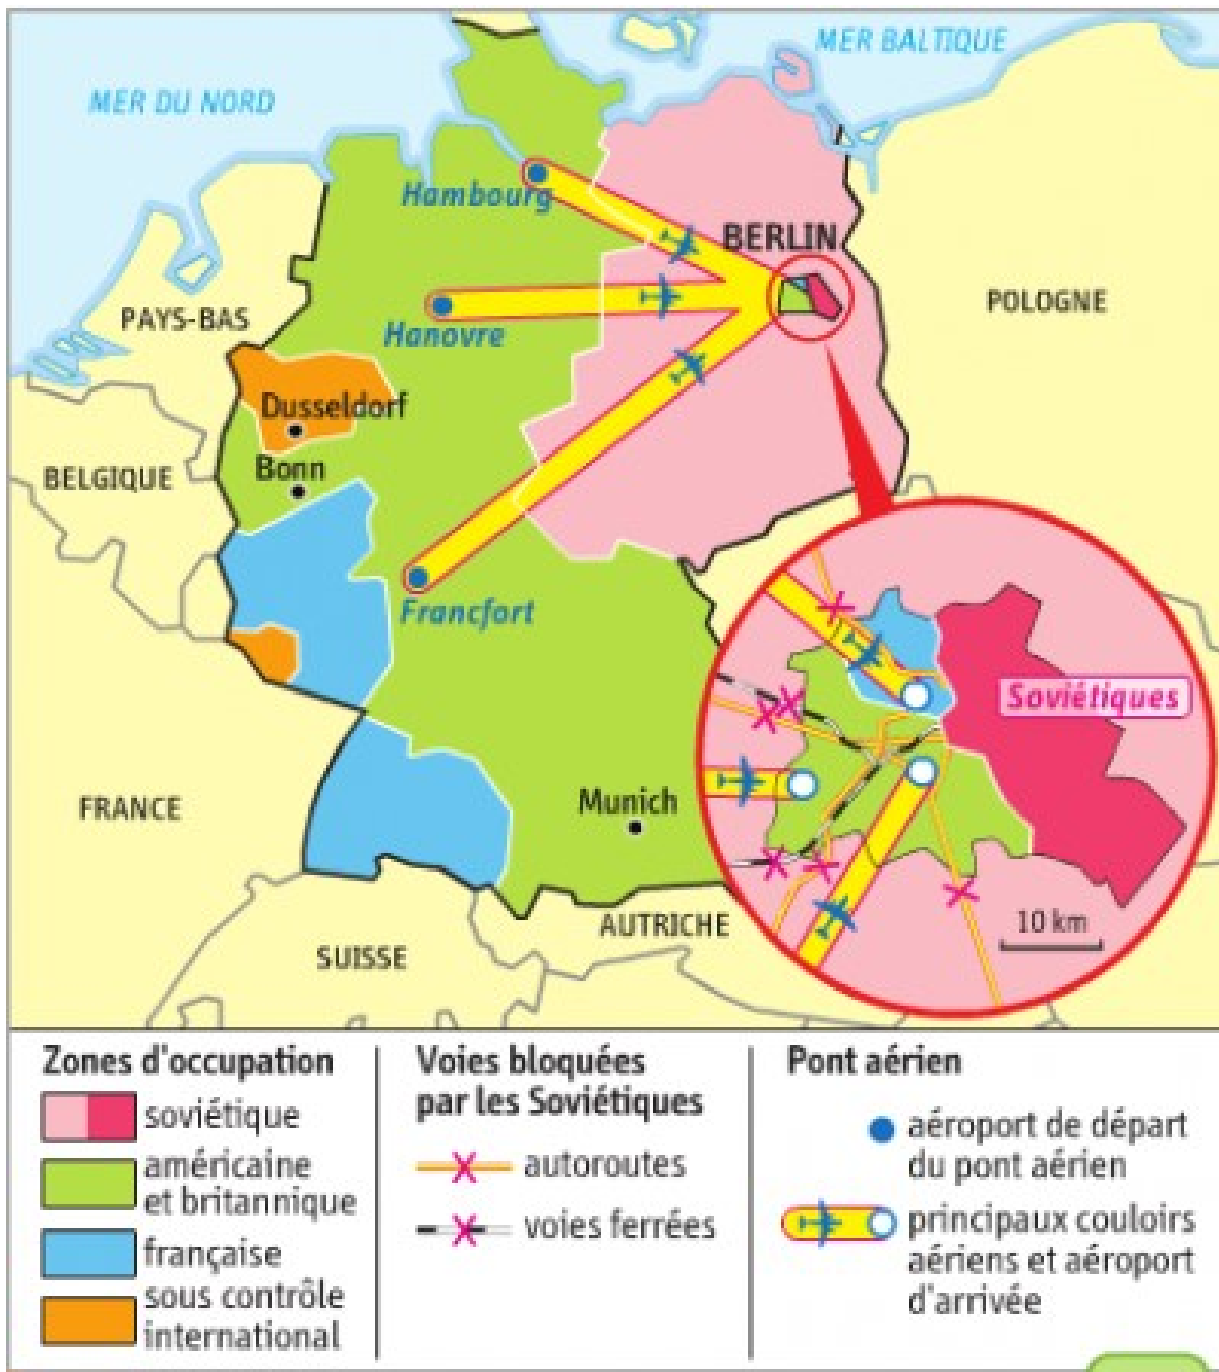 MER BALTIQUE
MER DU NORD
Hambourg
BERLIN
PAYS-BAS
POLOGNE
Hanovre
Dusseldorf
BELGIQUE
Bonn
Francfort
Soviétiques
FRANCE
Munich
10 km
AUTRICHE
SUISSE
Zones d'occupation
soviétique
américaine
et britannique
française
sous contrôle
international
Voies bloquées
par les Soviétiques
autoroutes
voies ferrées
Pont aérien
aéroport de départ
du pont aérien
principaux couloirs
aériens et aéroport
d'arrivée